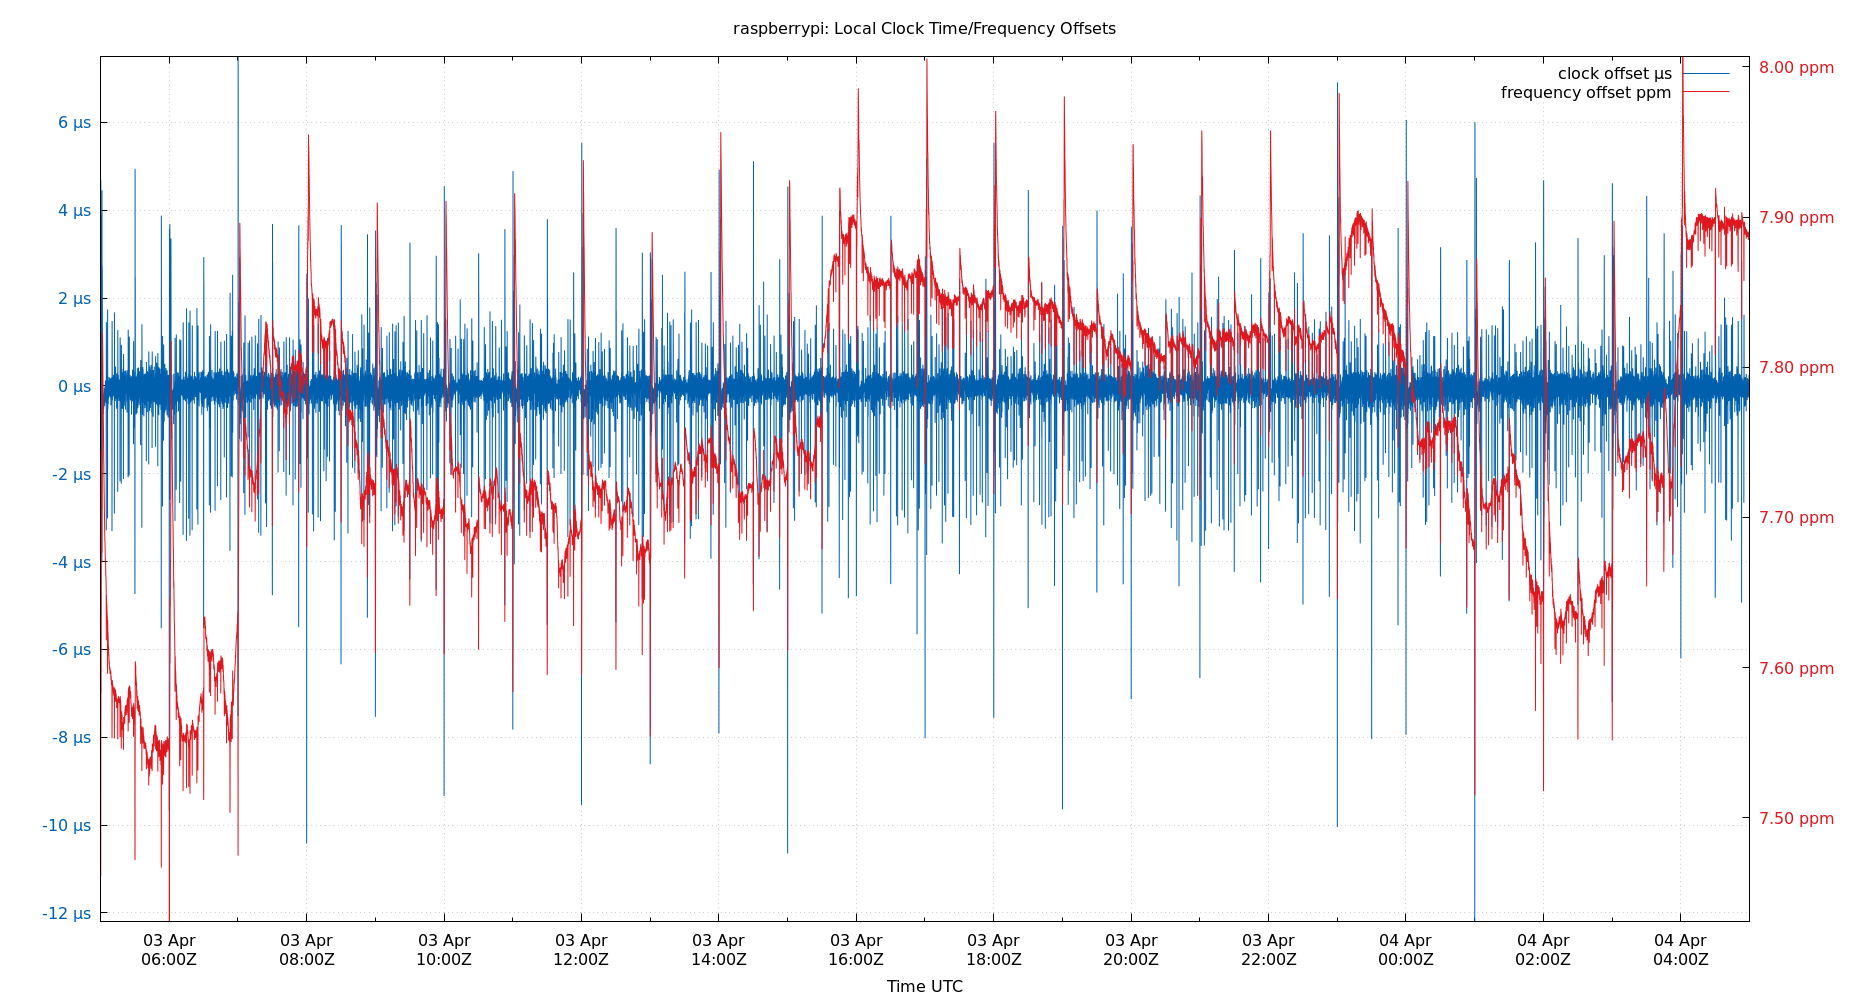 raspberrypi: Local Clock Time/Frequency Offsets
clock offset µs
frequency offset ppm
6 µs
4 µs
2 µs
0 µs
-2 µs
-4 µs
-6 µs
-8 µs
-10 µs
-12 µs
8.00 ppm
7.90 ppm
7.80 ppm
7.70 ppm
7.60 ppm
7.50 ppm
03 Apr 03 Apr 03 Apr 03 Apr 03 Apr 03 Apr 03 Apr 03 Apr 03 Apr 04 Apr 04 Apr 04 Apr
06:00Z 08:00Z 10:00Z 12:00Z 14:00Z 16:00Z 18:00Z 20:00Z 22:00Z 00:00Z 02:00Z 04:00Z
Time UTC